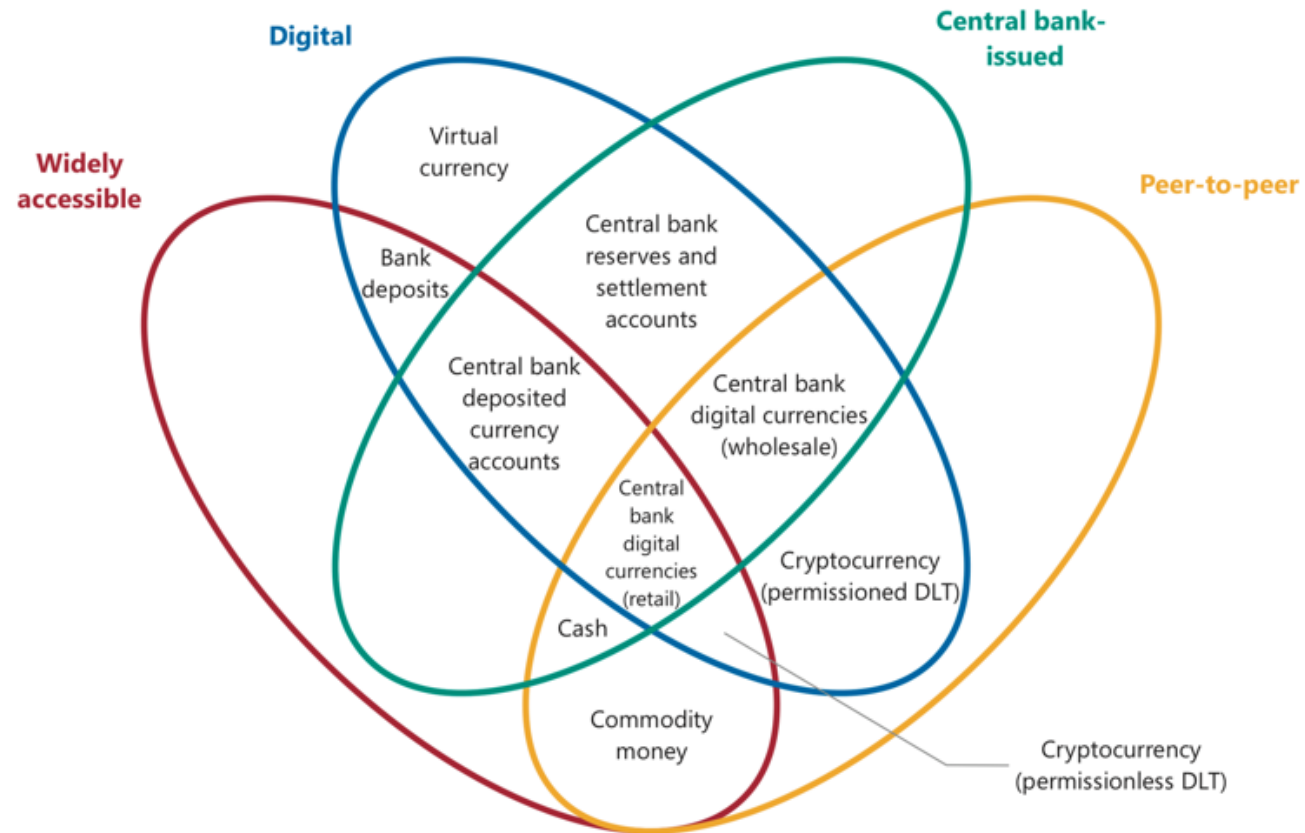 Digital
Central bank-
issued
Widely
accessible
Peer-to-peer
Virtual
currency
Bank
deposits
Central bank
reserves and
settlement
accounts
Central bank
deposited
currency
accounts
Central bank
digital currencies
(wholesale)
Central
bank
digital
currencies
(retail)
Cryptocurrency
(permissioned DLT)
Cash
Commodity
money
Cryptocurrency
(permissionless DLT)